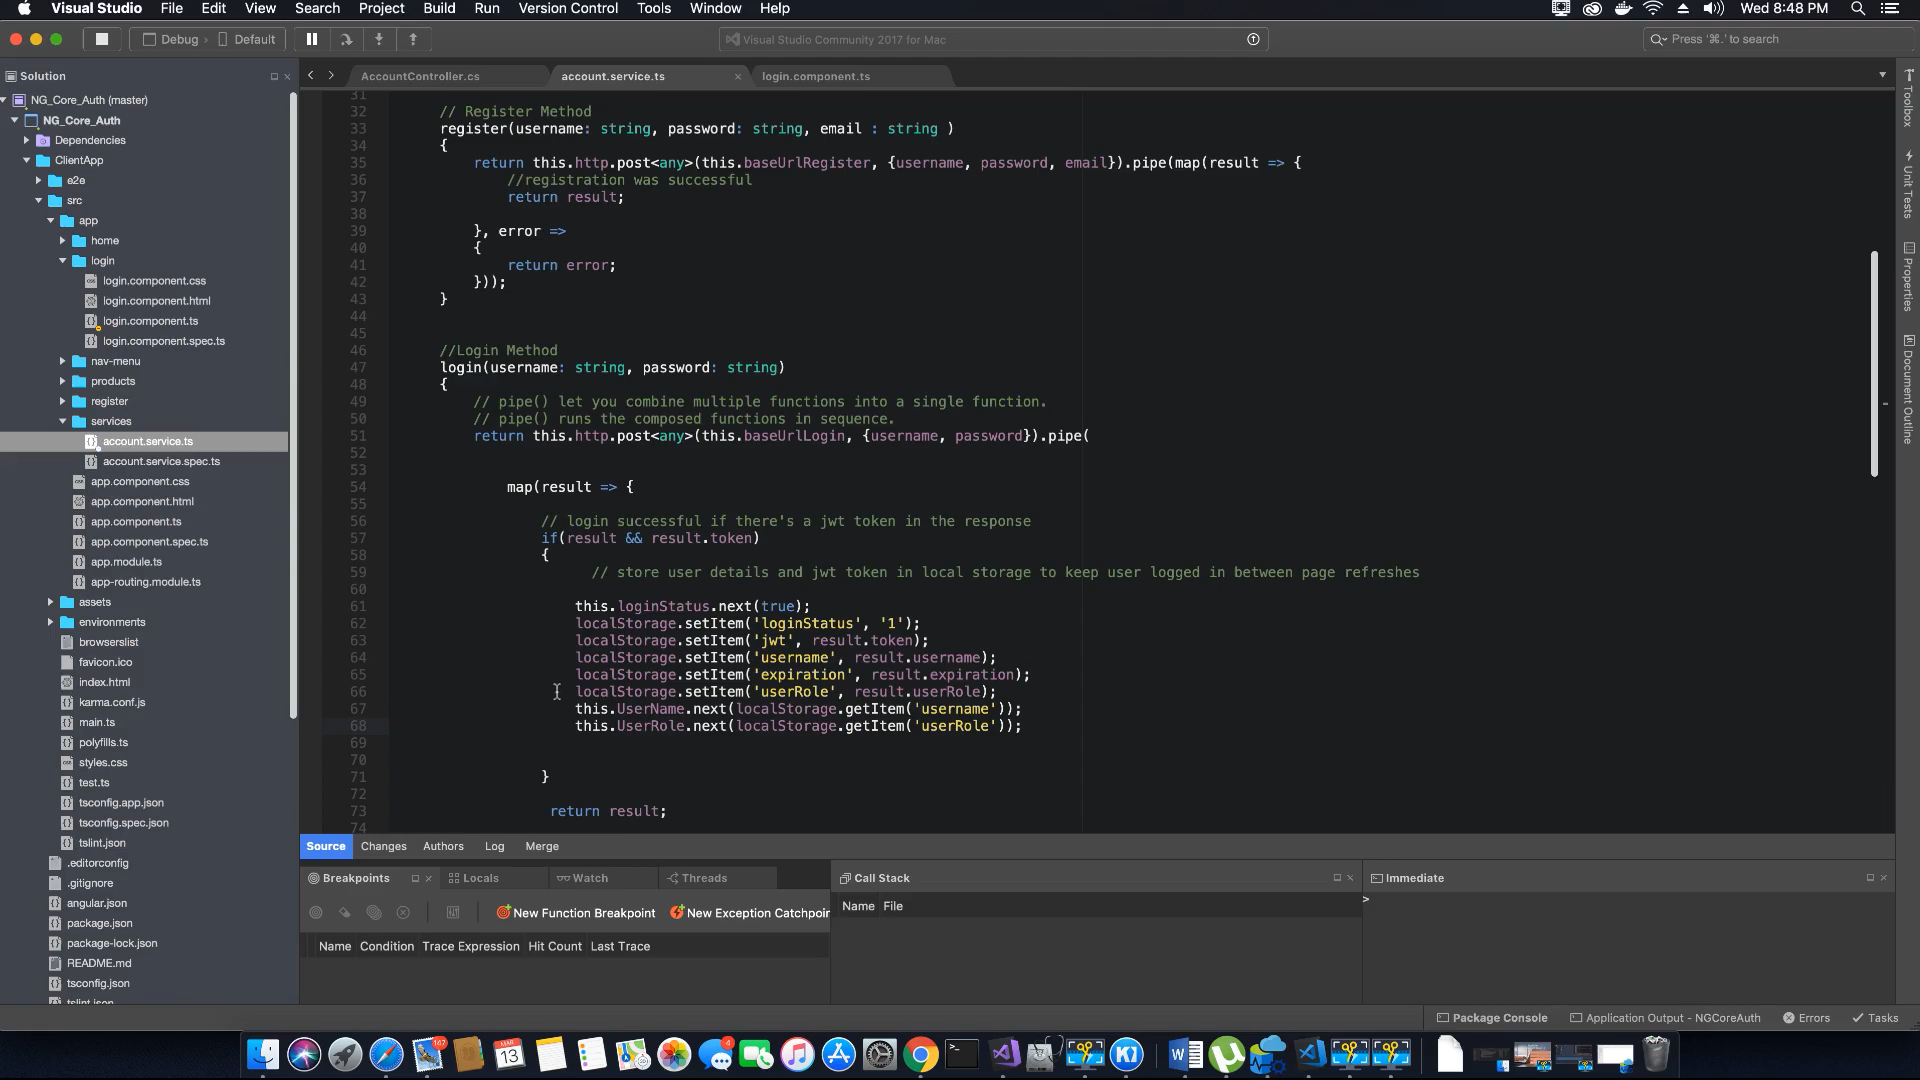 Visual Studio File Edit View Search Project Build Run Version Control Tools Window Help Wed 8:48 PM
Debug Default Visual Studio Community 2017 for Mac Press '⌘.' to search
Solution
AccountController.cs account.service.ts login.component.ts
NG_Core_Auth (master)
NG_Core_Auth
Dependencies
ClientApp
e2e
src
app
home
login
login.component.css
login.component.html
login.component.ts
login.component.spec.ts
nav-menu
products
register
services
account.service.ts
account.service.spec.ts
app.component.css
app.component.html
app.component.ts
app.component.spec.ts
app.module.ts
app-routing.module.ts
assets
environments
browserslist
favicon.ico
index.html
karma.conf.js
main.ts
polyfills.ts
styles.css
test.ts
tsconfig.app.json
tsconfig.spec.json
tslint.json
.editorconfig
.gitignore
angular.json
package.json
package-lock.json
README.md
tsconfig.json
tslint.json
31
32 // Register Method
33 register(username: string, password: string, email : string )
34 {
35 return this.http.post<any>(this.baseUrlRegister, {username, password, email}).pipe(map(result => {
36 //registration was successful
37 return result;
38
39 }, error =>
40 {
41 return error;
42 }));
43 }
44
45
46 //Login Method
47 login(username: string, password: string)
48 {
49 // pipe() let you combine multiple functions into a single function.
50 // pipe() runs the composed functions in sequence.
51 return this.http.post<any>(this.baseUrlLogin, {username, password}).pipe(
52
53
54 map(result => {
55
56 // login successful if there's a jwt token in the response
57 if(result && result.token)
58 {
59 // store user details and jwt token in local storage to keep user logged in between page refreshes
60
61 this.loginStatus.next(true);
62 localStorage.setItem('loginStatus', '1');
63 localStorage.setItem('jwt', result.token);
64 localStorage.setItem('username', result.username);
65 localStorage.setItem('expiration', result.expiration);
66 localStorage.setItem('userRole', result.userRole);
67 this.UserName.next(localStorage.getItem('username'));
68 this.UserRole.next(localStorage.getItem('userRole'));
69
70
71 }
72
73 return result;
74
Toolbox
Unit Tests
Properties
Document Outline
Source Changes Authors Log Merge
Breakpoints Locals Watch Threads Call Stack Immediate
New Function Breakpoint New Exception Catchpoin
Name File
>
Name Condition Trace Expression Hit Count Last Trace
Package Console Application Output - NGCoreAuth Errors Tasks
147
MAR
13
4